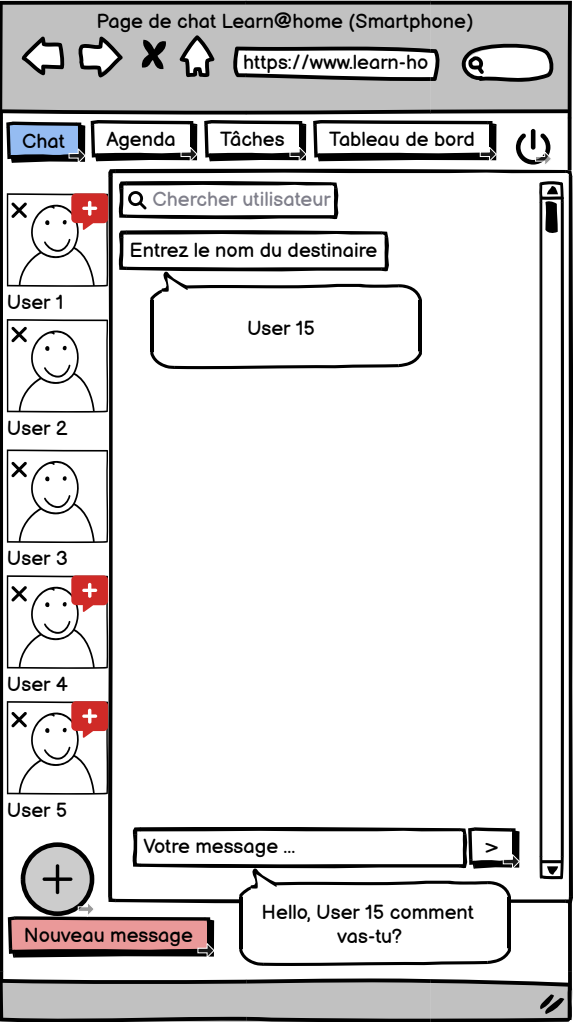 Page de chat Learn@home (Smartphone)
https://www.learn-ho
Chat
Agenda
Tâches
Tableau de bord
Chercher utilisateur
Entrez le nom du destinaire
User 15
User 1
User 2
User 3
User 4
User 5
Votre message ...
>
Hello, User 15 comment
vas-tu?
Nouveau message